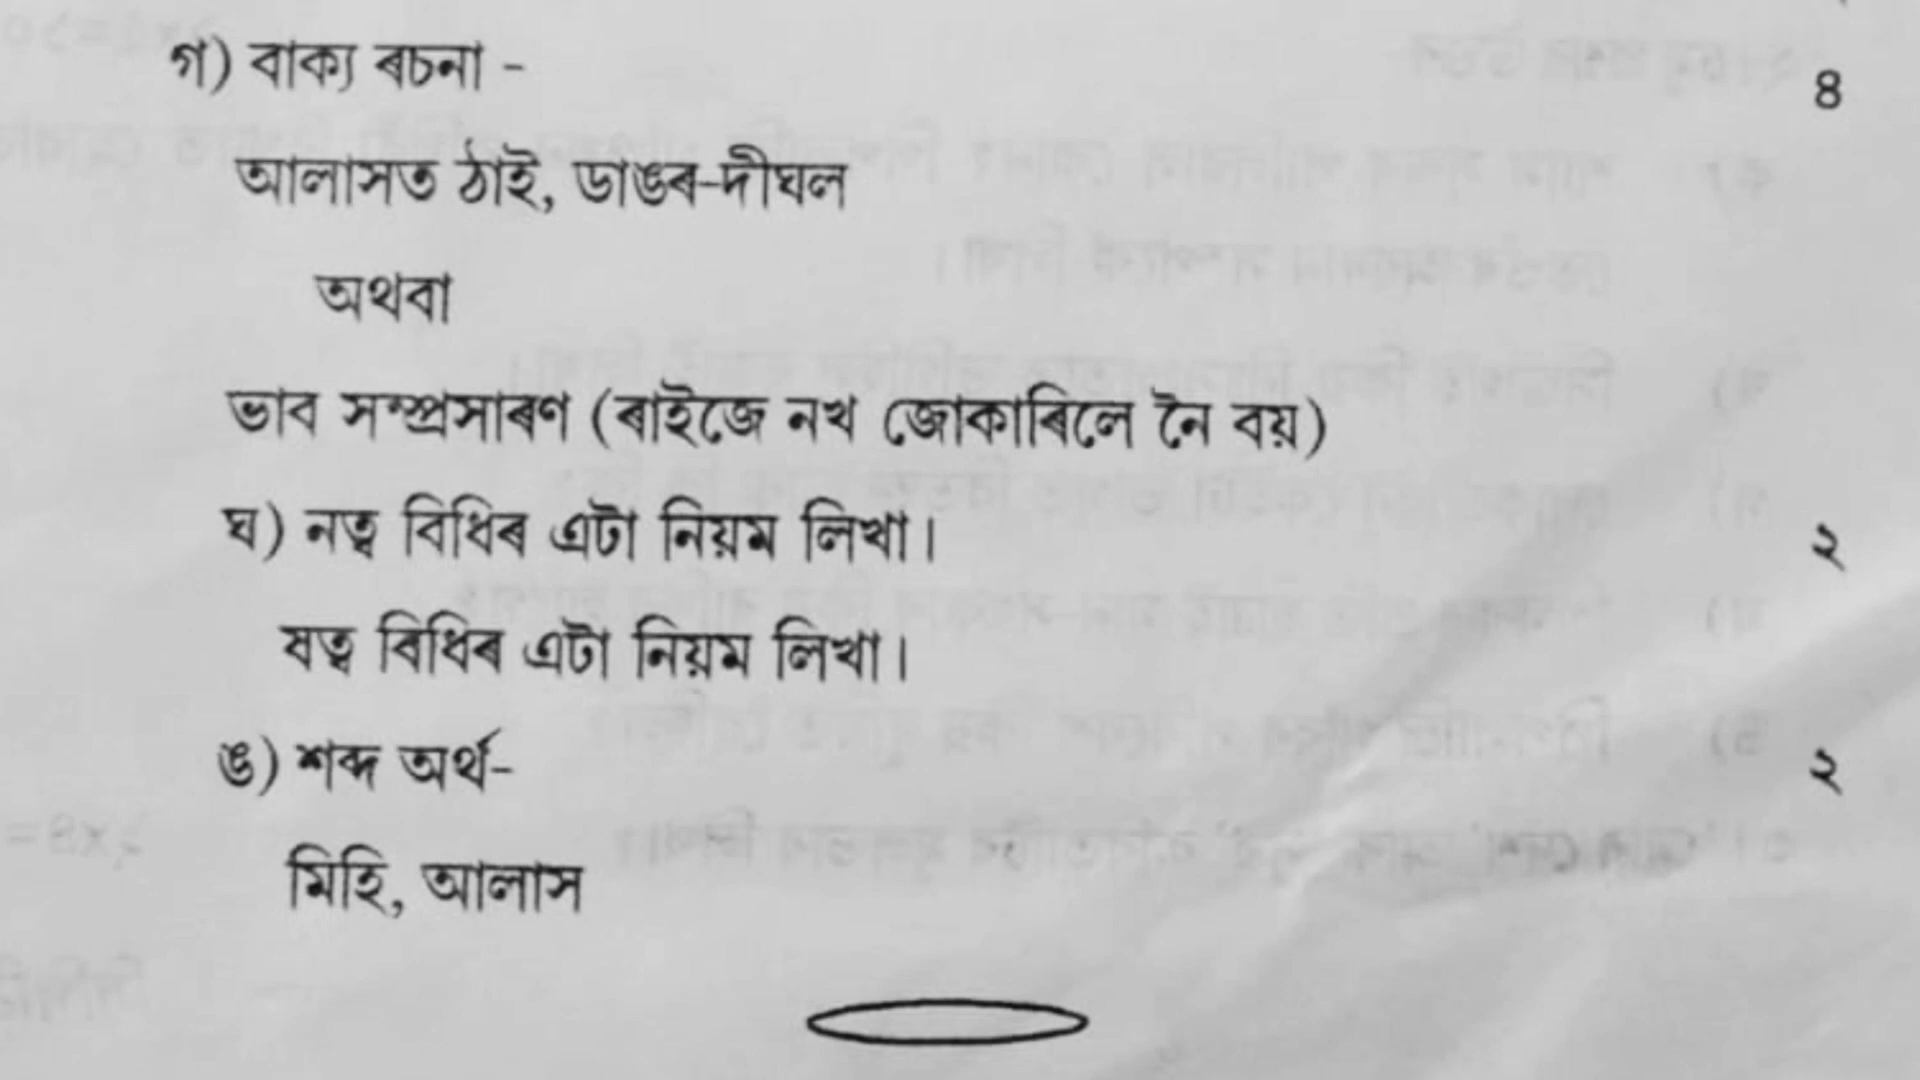 গ) বাক্য ৰচনা - ৪
আলাসত ঠাই, ডাঙৰ-দীঘল
অথবা
ভাব সম্প্ৰসাৰণ (ৰাইজে নখ জোকাৰিলে নৈ বয়)
ঘ) নত্ব বিধিৰ এটা নিয়ম লিখা। ২
ষত্ব বিধিৰ এটা নিয়ম লিখা।
ঙ) শব্দ অৰ্থ- ২
মিহি, আলাস